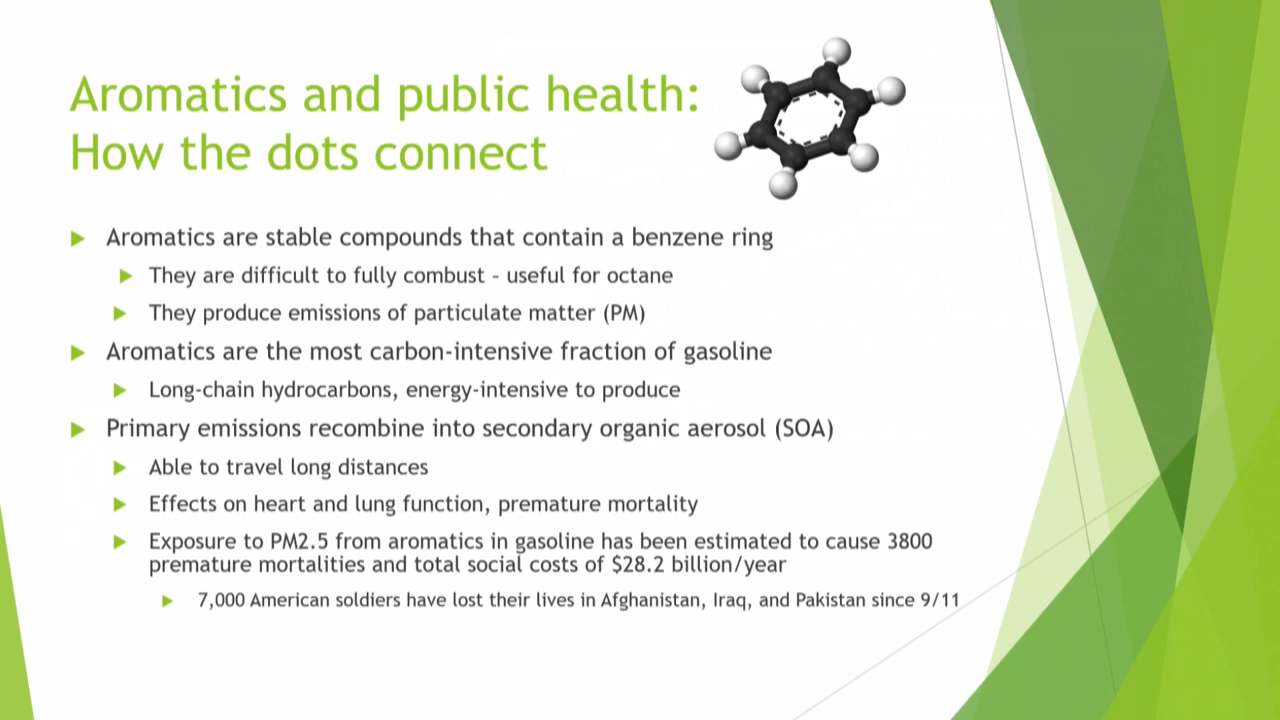 Aromatics and public health:
How the dots connect
Aromatics are stable compounds that contain a benzene ring
They are difficult to fully combust - useful for octane
They produce emissions of particulate matter (PM)
Aromatics are the most carbon-intensive fraction of gasoline
Long-chain hydrocarbons, energy-intensive to produce
Primary emissions recombine into secondary organic aerosol (SOA)
Able to travel long distances
Effects on heart and lung function, premature mortality
Exposure to PM2.5 from aromatics in gasoline has been estimated to cause 3800
premature mortalities and total social costs of $28.2 billion/year
7,000 American soldiers have lost their lives in Afghanistan, Iraq, and Pakistan since 9/11